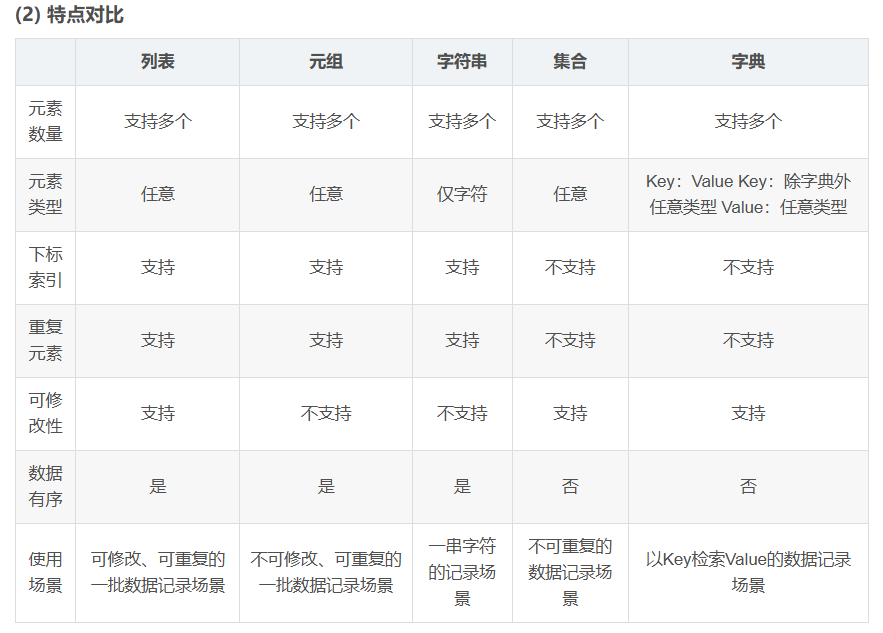 (2) 特点对比
列表 元组 字符串 集合 字典
元素
数量
支持多个 支持多个 支持多个 支持多个 支持多个
元素
类型
任意 任意 仅字符 任意
Key：Value Key：除字典外
任意类型 Value：任意类型
下标
索引
支持 支持 支持 不支持 不支持
重复
元素
支持 支持 支持 不支持 不支持
可修
改性
支持 不支持 不支持 支持 支持
数据
有序
是 是 是 否 否
使用
场景
可修改、可重复的
一批数据记录场景
不可修改、可重复的
一批数据记录场景
一串字符
的记录场
景
不可重复的
数据记录场
景
以Key检索Value的数据记录
场景